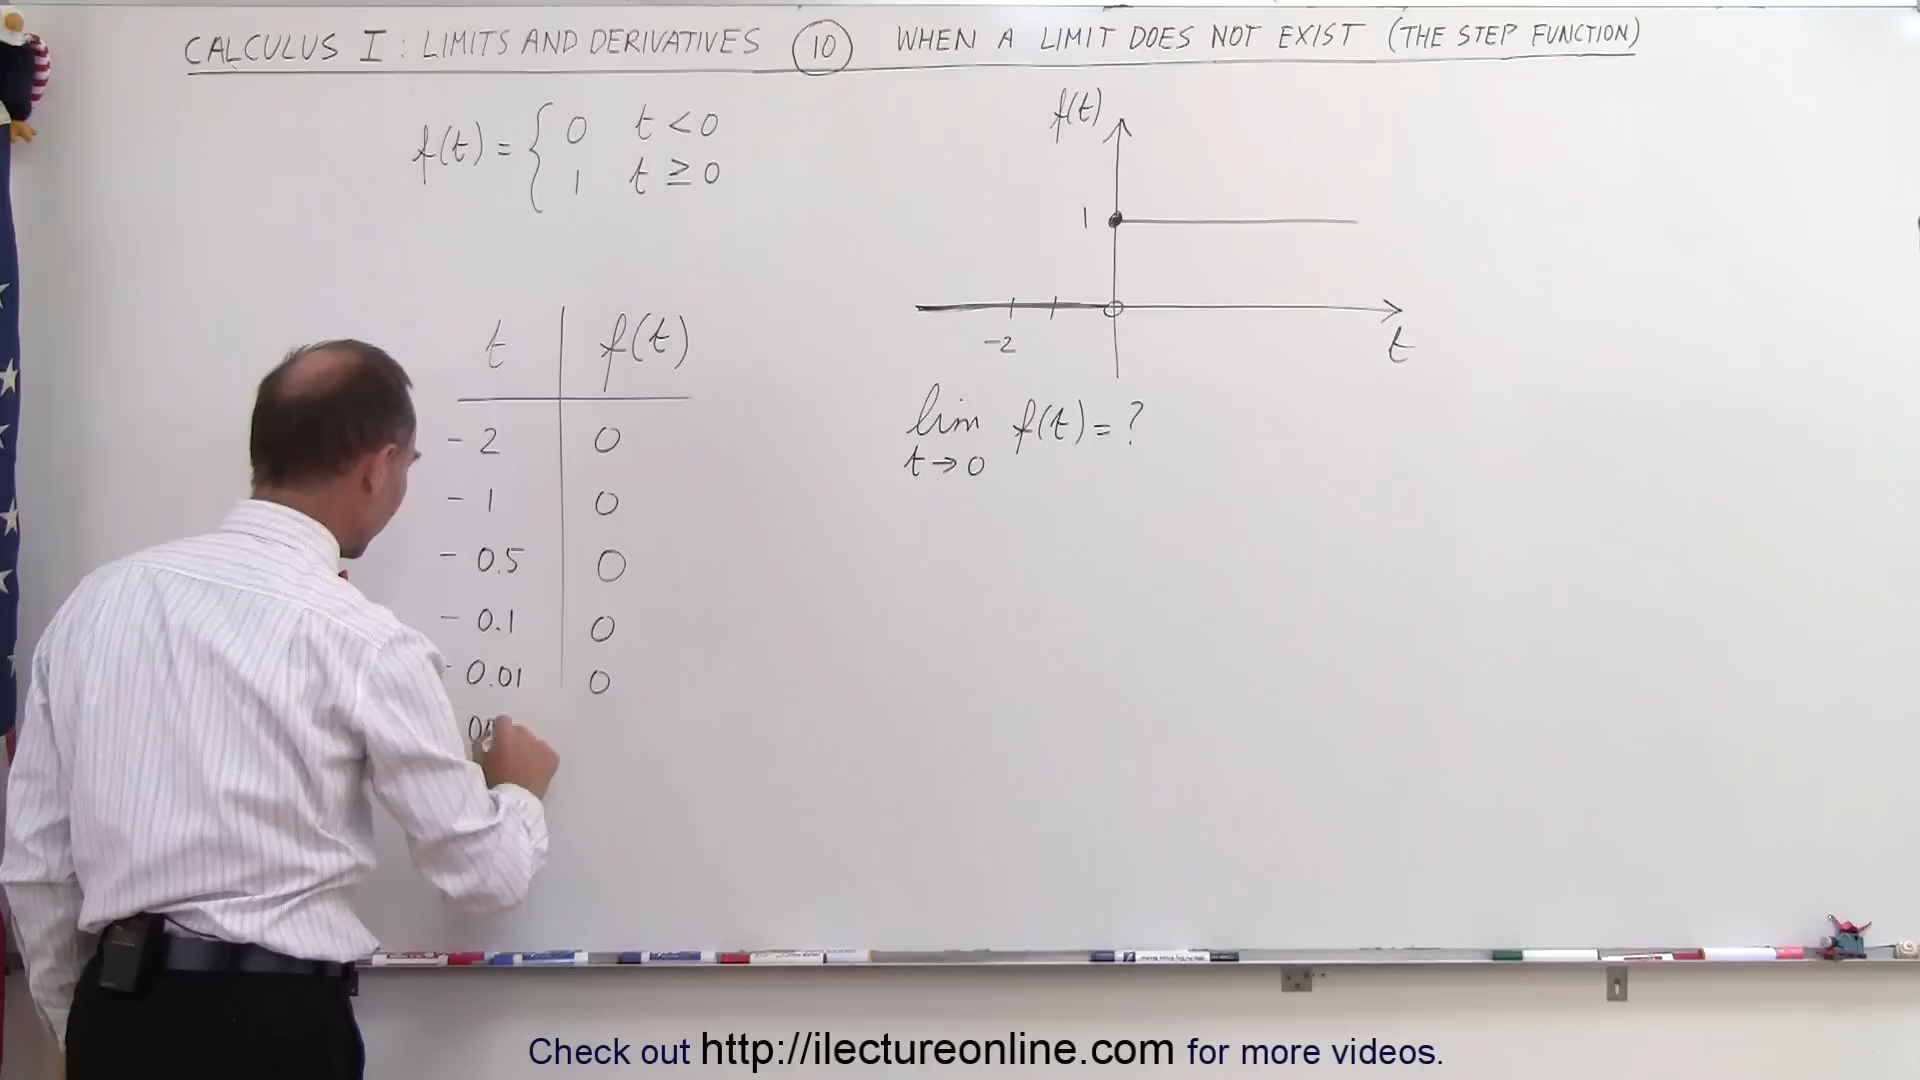 CALCULUS I : LIMITS AND DERIVATIVES 10 WHEN A LIMIT DOES NOT EXIST (THE STEP FUNCTION)
f(t) = { 0 t < 0
1 t ≥ 0
t f(t)
- 2 0
- 1 0
- 0.5 0
- 0.1 0
- 0.01 0
f(t)
1
-2
t
lim f(t) = ?
t → 0
Check out http://ilectureonline.com for more videos.